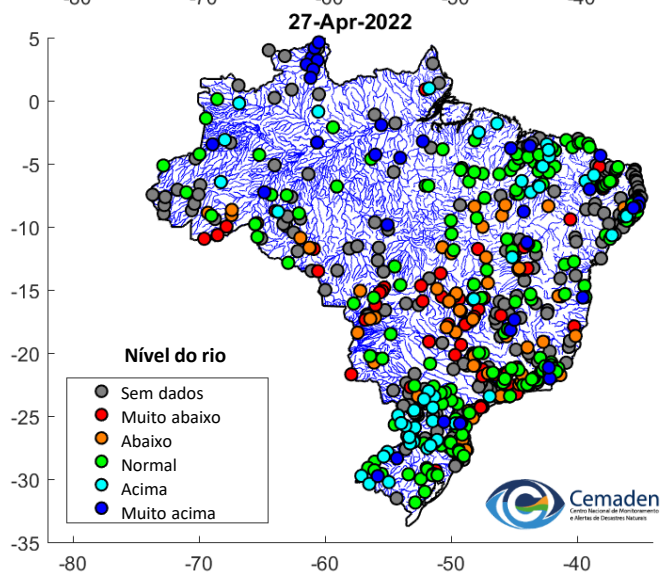 -80 -70 -60 -50 -40
27-Apr-2022
5
0
-5
-10
-15
-20
-25
-30
-35
Nível do rio
Sem dados
Muito abaixo
Abaixo
Normal
Acima
Muito acima
Cemaden
Centro Nacional de Monitoramento
e Alertas de Desastres Naturais
-80 -70 -60 -50 -40